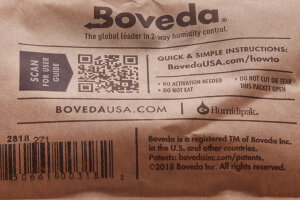 Boveda®
The global leader in 2-way humidity control.
SCAN
FOR USER
GUIDE
QUICK & SIMPLE INSTRUCTIONS:
BovedaUSA.com/howto
• NO ACTIVATION NEEDED
• DO NOT EAT
• DO NOT CUT OR TEAR
THIS PACKET OPEN
BOVEDAUSA.COM
Humidipak
2818 271
Boveda is a registered TM of Boveda Inc.
in the U.S. and other countries.
Patents: bovedainc.com/patents.
©2018 Boveda Inc. All rights reserved.